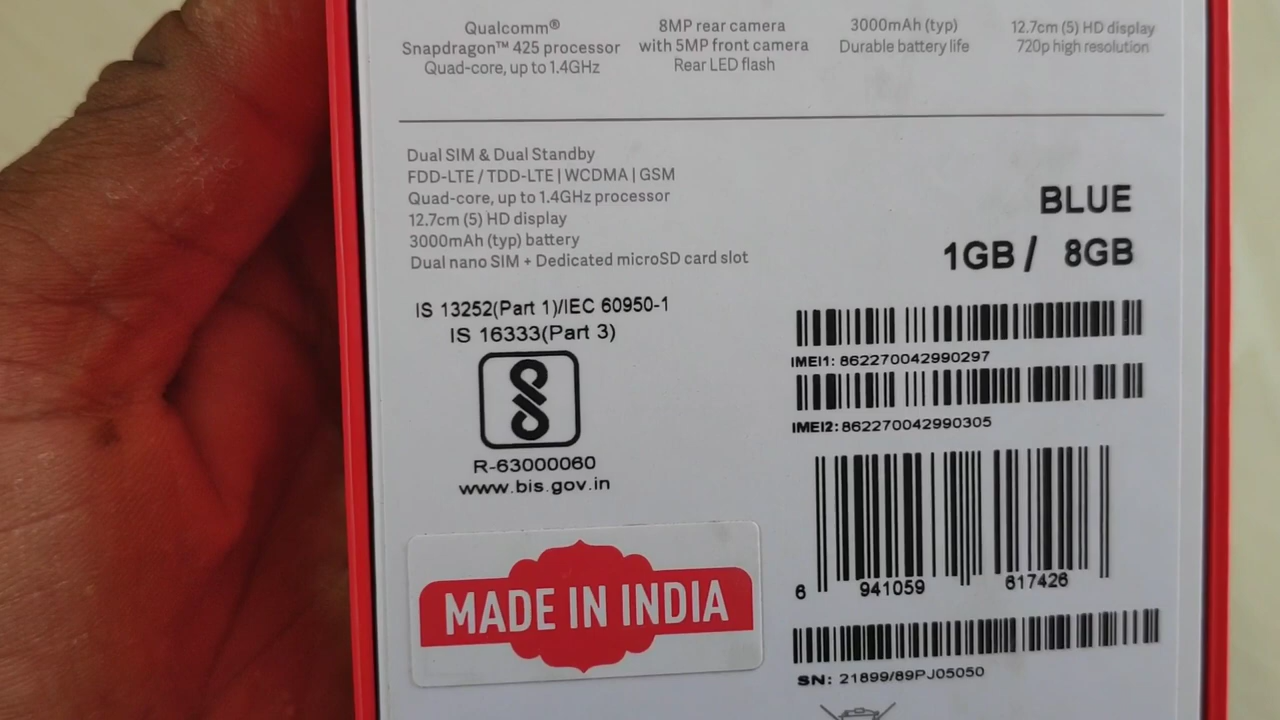 Qualcomm®
Snapdragon™ 425 processor
Quad-core, up to 1.4GHz
8MP rear camera
with 5MP front camera
Rear LED flash
3000mAh (typ)
Durable battery life
12.7cm (5) HD display
720p high resolution
Dual SIM & Dual Standby
FDD-LTE / TDD-LTE | WCDMA | GSM
Quad-core, up to 1.4GHz processor
12.7cm (5) HD display
3000mAh (typ) battery
Dual nano SIM + Dedicated microSD card slot
BLUE
1GB / 8GB
IS 13252(Part 1)/IEC 60950-1
IS 16333(Part 3)
R-63000060
www.bis.gov.in
MADE IN INDIA
IMEI1: 862270042990297
IMEI2: 862270042990305
6 941059 617426
SN: 21899/89PJ05050